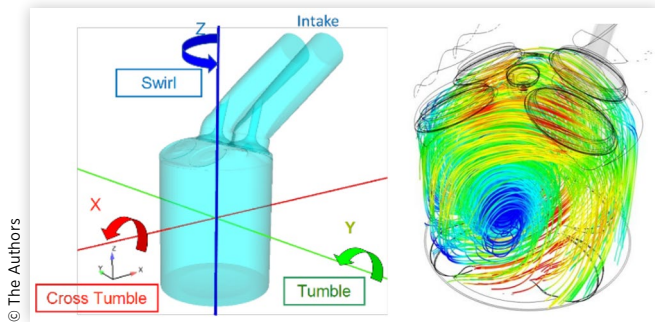 Intake
Z
Swirl
X
Y
Z
Y
X
Cross Tumble
Tumble
© The Authors